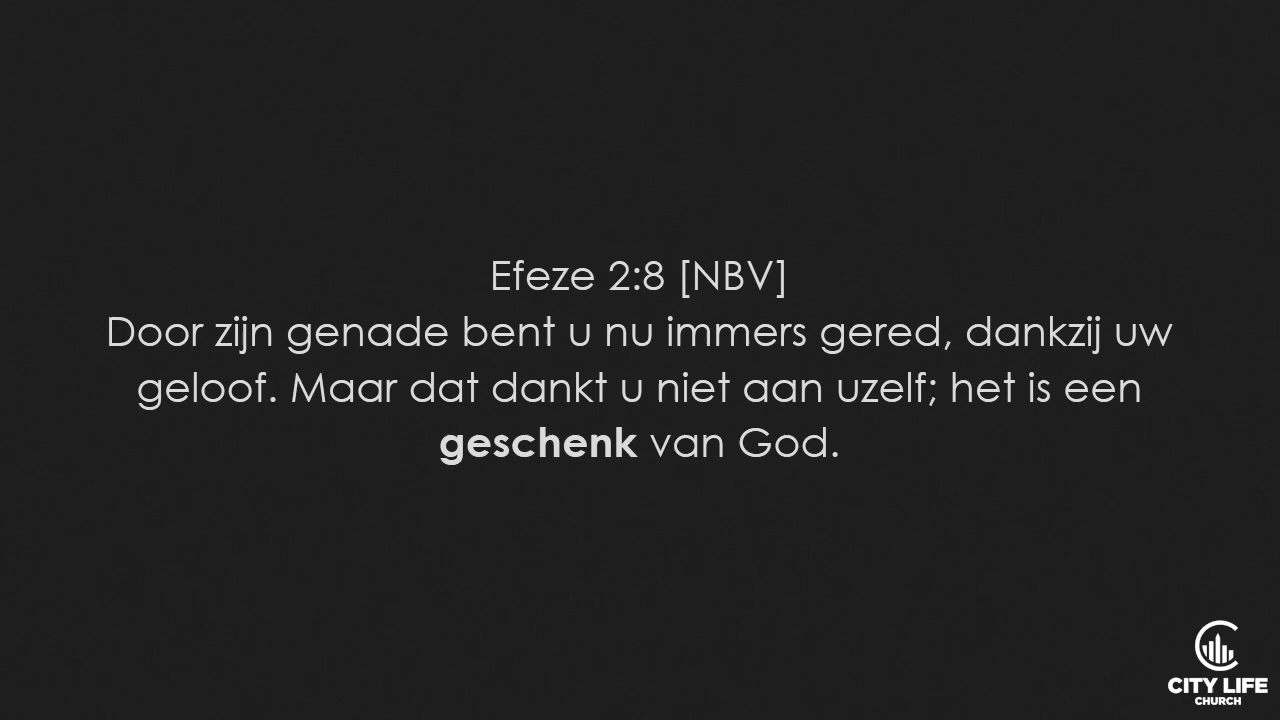 Efeze 2:8 [NBV]
Door zijn genade bent u nu immers gered, dankzij uw
geloof. Maar dat dankt u niet aan uzelf; het is een
geschenk van God.
CITY LIFE
CHURCH